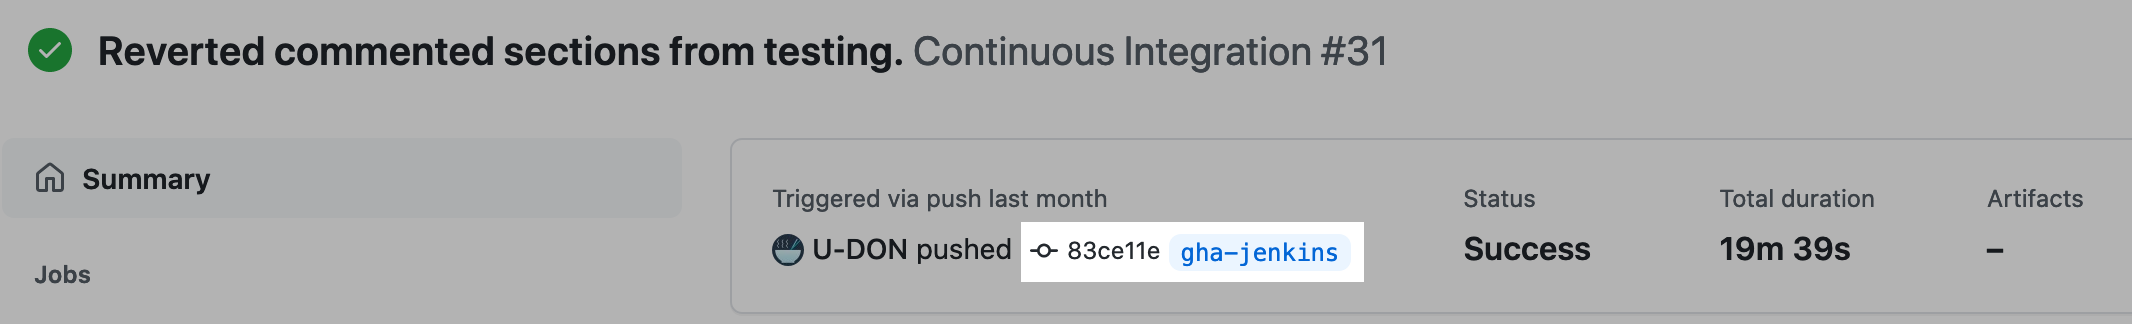 Reverted commented sections from testing. Continuous Integration #31
Summary
Jobs
Triggered via push last month
U-DON pushed 83ce11e gha-jenkins
Status
Success
Total duration
19m 39s
Artifacts
–